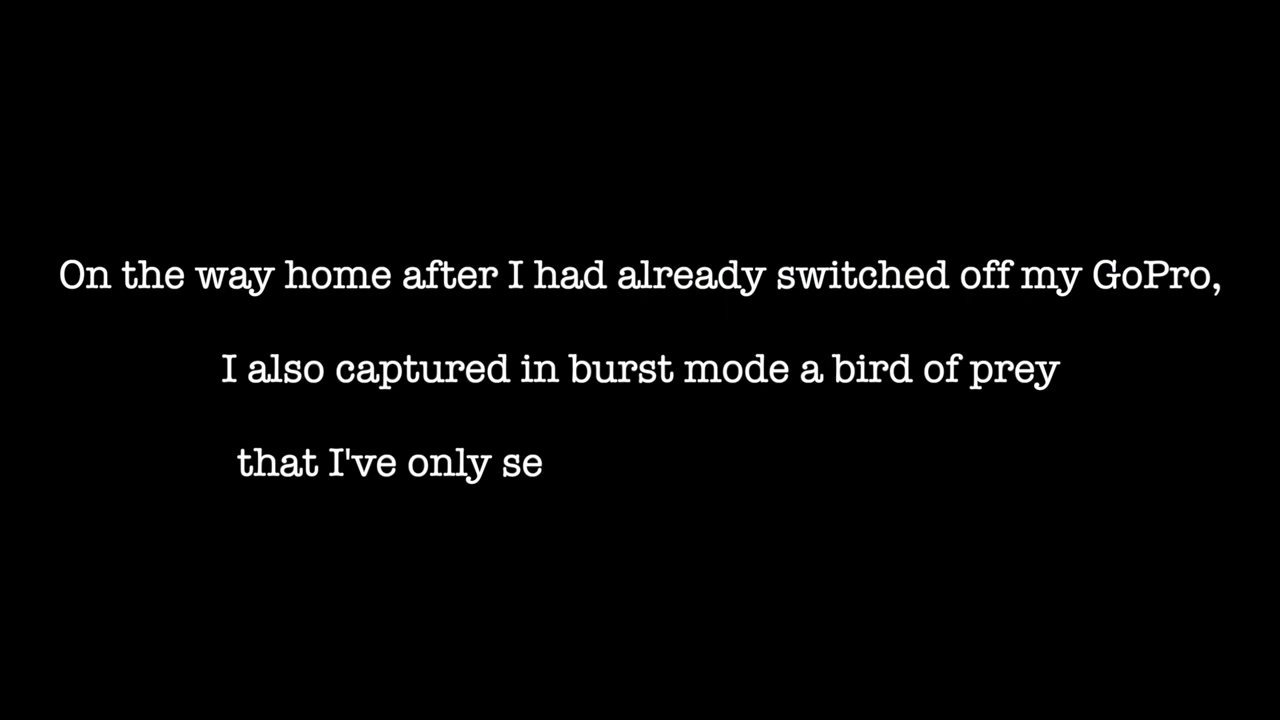 On the way home after I had already switched off my GoPro,
I also captured in burst mode a bird of prey
that I've only se